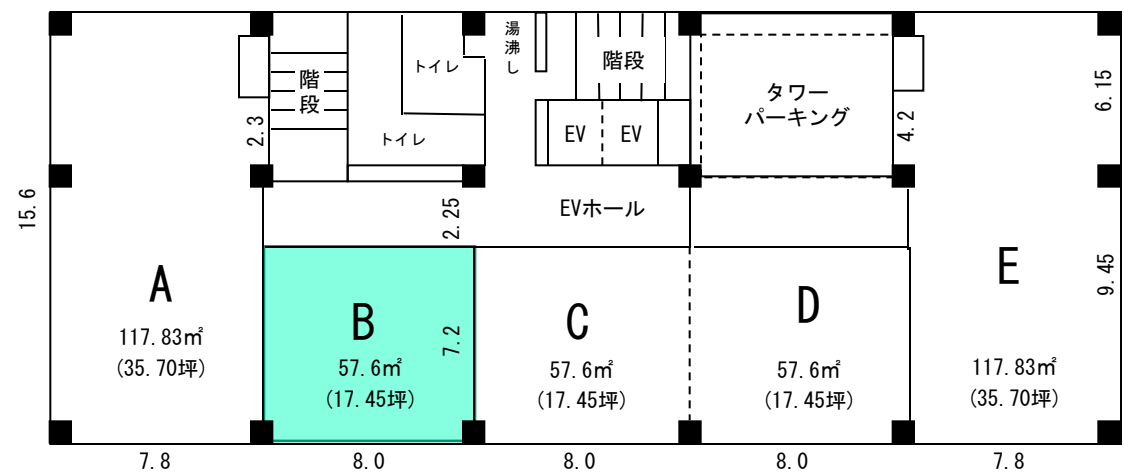 湯沸し
階段
トイレ
階段
タワー
パーキング
6.15
2.3
トイレ
EV
EV
4.2
15.6
2.25
EVホール
A
117.83㎡
(35.70坪)
B
57.6㎡
(17.45坪)
7.2
C
57.6㎡
(17.45坪)
D
57.6㎡
(17.45坪)
E
117.83㎡
(35.70坪)
9.45
7.8
8.0
8.0
8.0
7.8